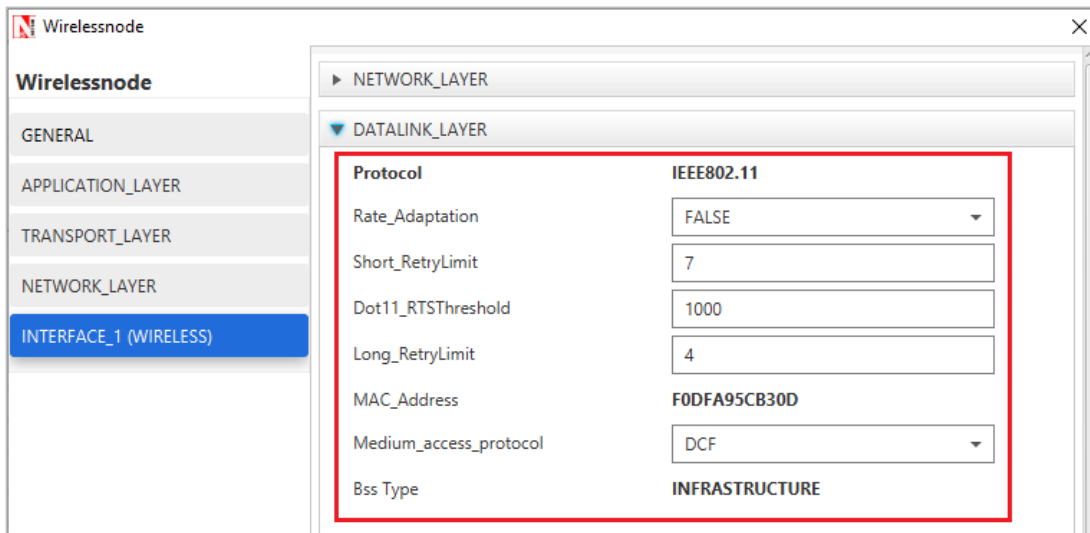 Wirelessnode
Wirelessnode
GENERAL
APPLICATION_LAYER
TRANSPORT_LAYER
NETWORK_LAYER
INTERFACE_1 (WIRELESS)
NETWORK_LAYER
DATALINK_LAYER
Protocol IEEE802.11
Rate_Adaptation FALSE
Short_RetryLimit 7
Dot11_RTSThreshold 1000
Long_RetryLimit 4
MAC_Address F0DFA95CB30D
Medium_access_protocol DCF
Bss Type INFRASTRUCTURE